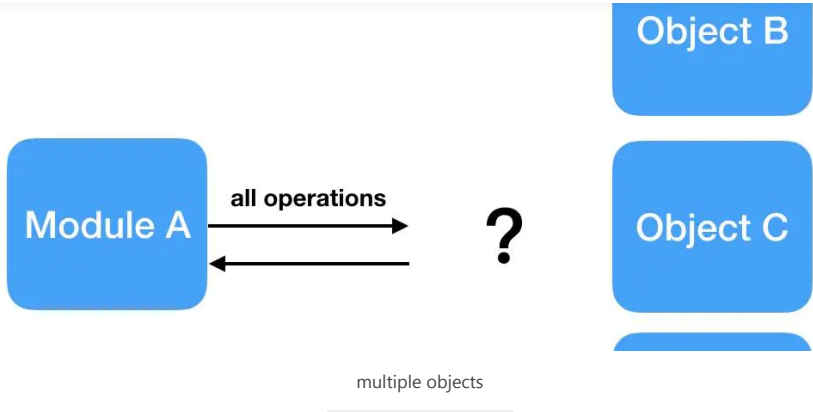 Object B
all operations
Module A
?
Object C
multiple objects